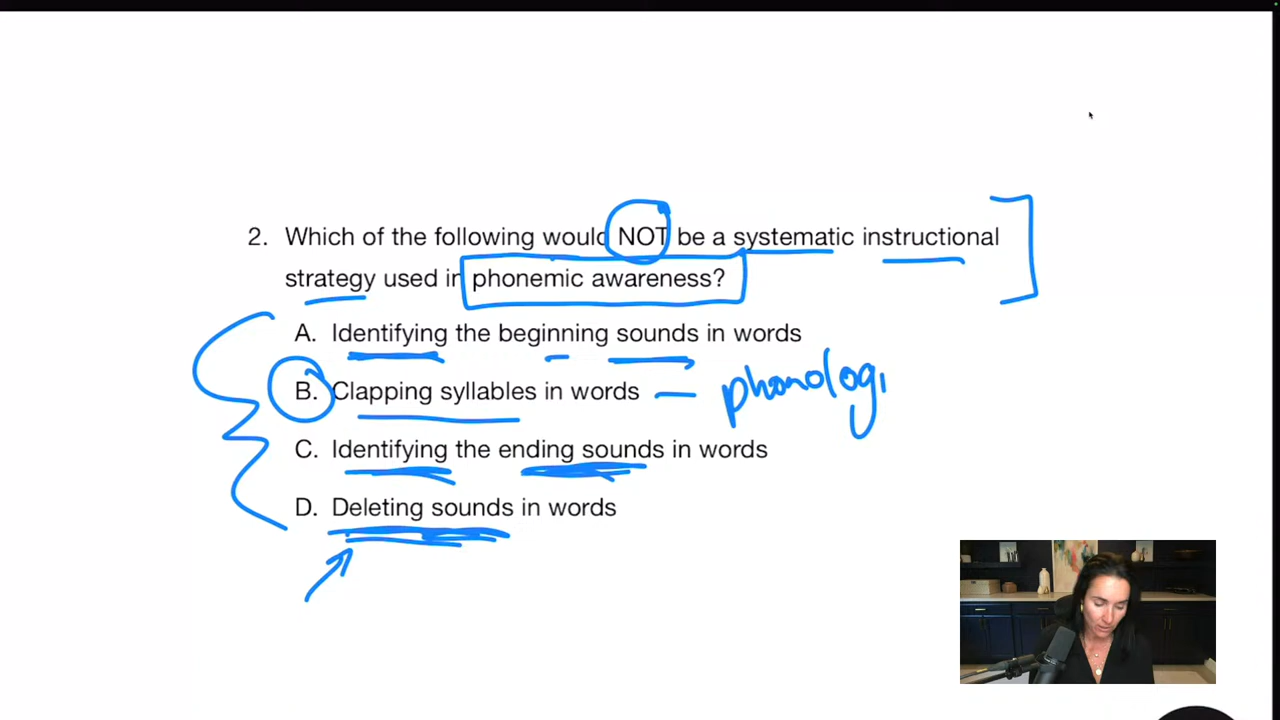 2. Which of the following would NOT be a systematic instructional
strategy used in phonemic awareness?
A. Identifying the beginning sounds in words
B. Clapping syllables in words — phonologi
C. Identifying the ending sounds in words
D. Deleting sounds in words